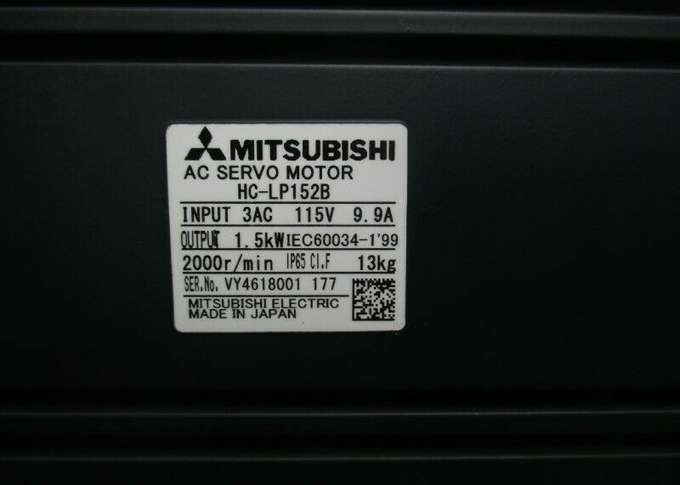 MITSUBISHI
AC SERVO MOTOR
HC-LP152B
INPUT 3AC 115V 9.9A
OUTPUT 1.5kW IEC60034-1'99
2000r/min IP65 CI.F 13kg
SER.No. VY4618001 177
MITSUBISHI ELECTRIC
MADE IN JAPAN